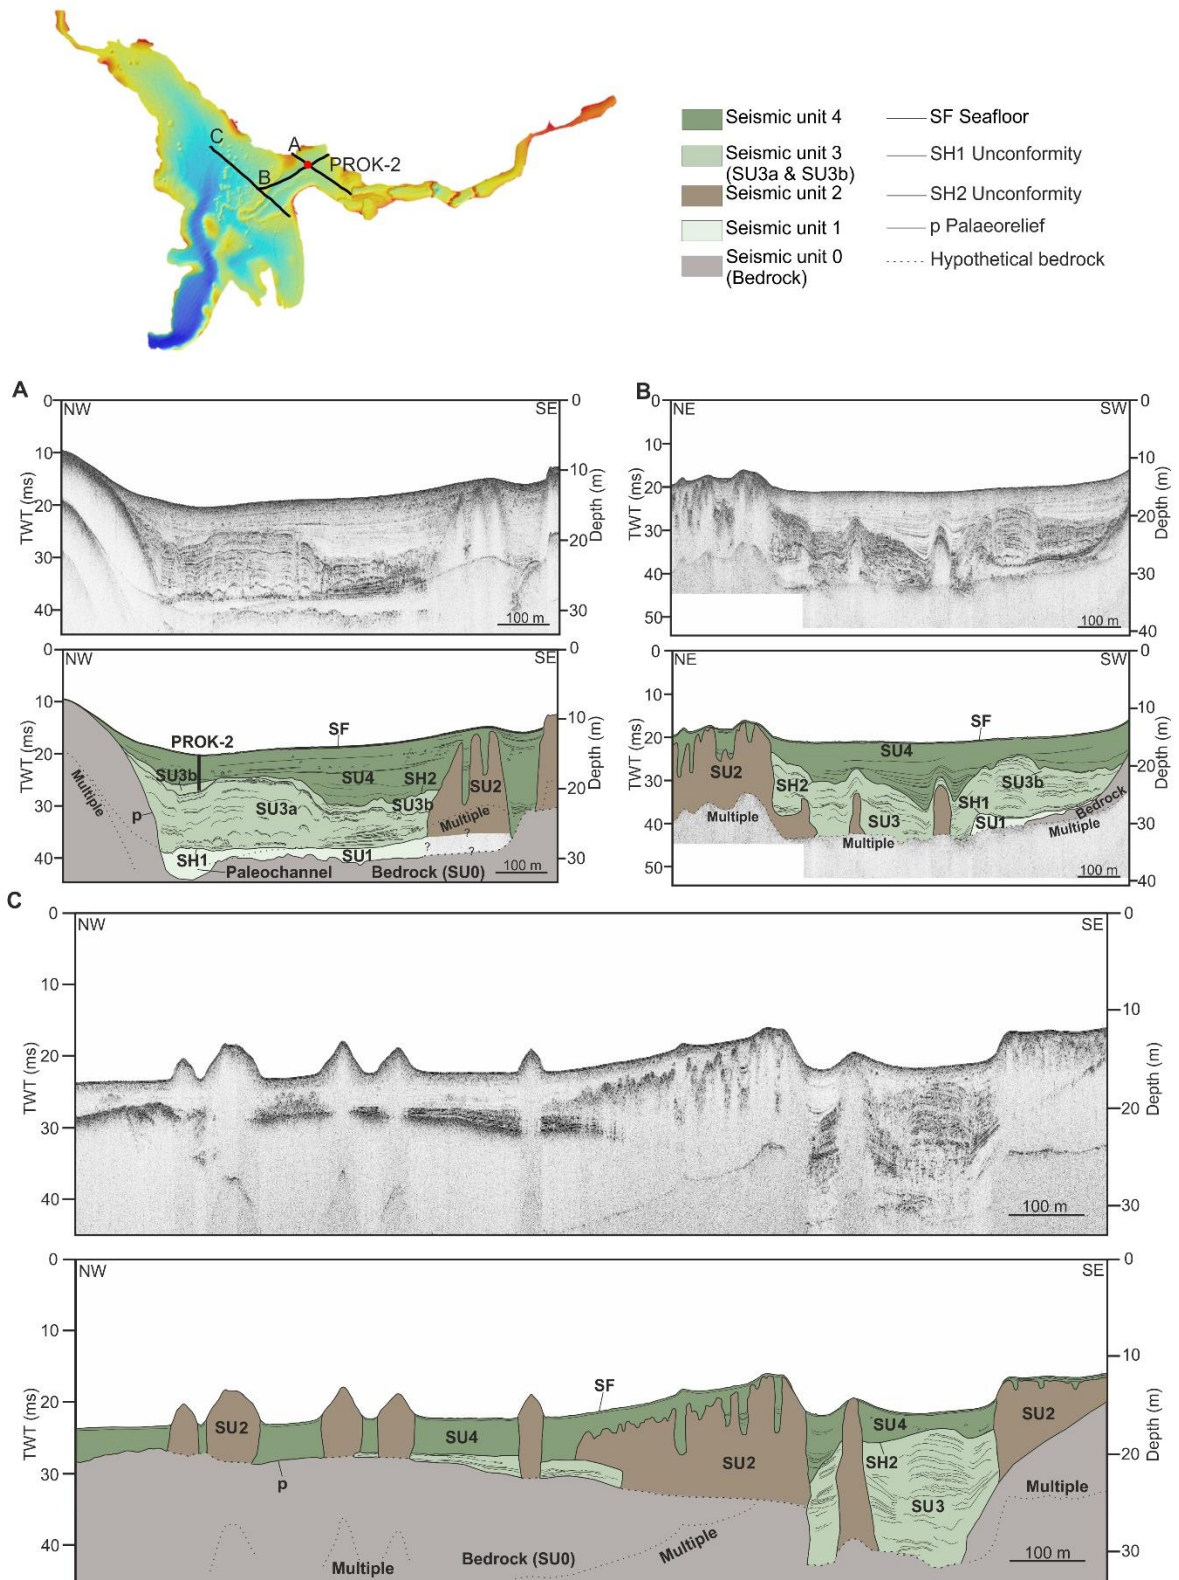 C
A
PROK-2
B
Seismic unit 4
Seismic unit 3
(SU3a & SU3b)
Seismic unit 2
Seismic unit 1
Seismic unit 0
(Bedrock)
SF Seafloor
SH1 Unconformity
SH2 Unconformity
p Palaeorelief
Hypothetical bedrock
A
NW
SE
0
10
20
30
40
TWT (ms)
0
10
20
30
Depth (m)
100 m
B
NE
SW
0
10
20
30
40
50
TWT (ms)
0
10
20
30
40
Depth (m)
100 m
NW
SE
0
10
20
30
40
TWT (ms)
0
10
20
30
Depth (m)
PROK-2
SF
SU3b
SU4
SH2
SU2
Multiple
p
SU3a
SU3b
Multiple
?
?
?
SH1
SU1
Paleochannel
Bedrock (SU0)
100 m
NE
SW
0
10
20
30
40
50
TWT (ms)
0
10
20
30
40
Depth (m)
SF
SU4
SU2
SH2
SU3b
SH1
SU3
SU1
Bedrock
Multiple
Multiple
Multiple
100 m
C
NW
SE
0
10
20
30
40
TWT (ms)
0
10
20
30
Depth (m)
100 m
NW
SE
0
10
20
30
40
TWT (ms)
0
10
20
30
Depth (m)
SF
SU2
SU4
SU2
SU4
SH2
SU2
p
SU3
Multiple
Multiple
Bedrock (SU0)
Multiple
100 m